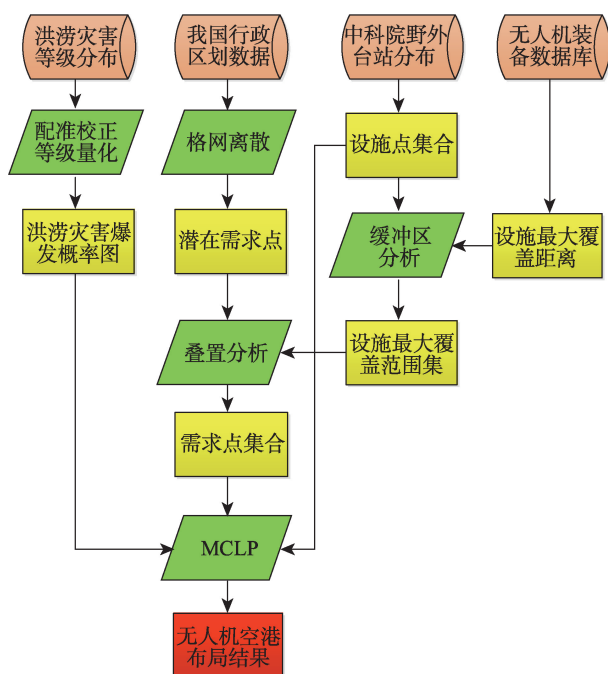 洪涝灾害
等级分布
我国行政
区划数据
中科院野外
台站分布
无人机装
备数据库
配准校正
等级量化
格网离散
设施点集合
洪涝灾害爆
发概率图
潜在需求点
缓冲区
分析
设施最大覆
盖距离
叠置分析
设施最大覆
盖范围集
需求点集合
MCLP
无人机空港
布局结果